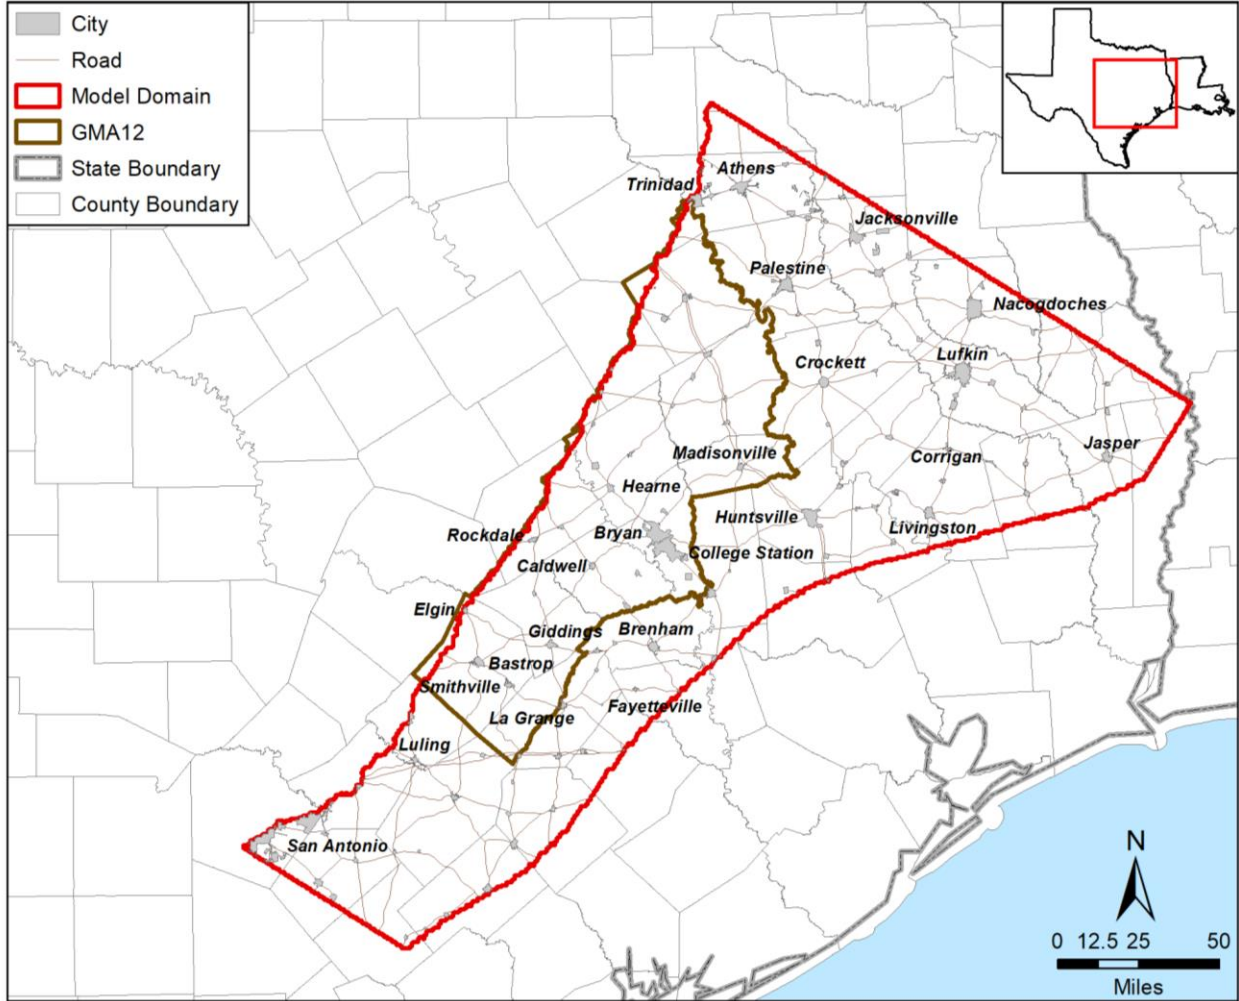 City
Road
Model Domain
GMA12
State Boundary
County Boundary
Athens
Trinidad
Jacksonville
Palestine
Nacogdoches
Crockett
Lufkin
Madisonville
Corrigan
Jasper
Hearne
Rockdale
Bryan
Huntsville
Livingston
College Station
Caldwell
Elgin
Giddings
Brenham
Bastrop
Smithville
La Grange
Fayetteville
Luling
San Antonio
N
0 12.5 25 50
Miles